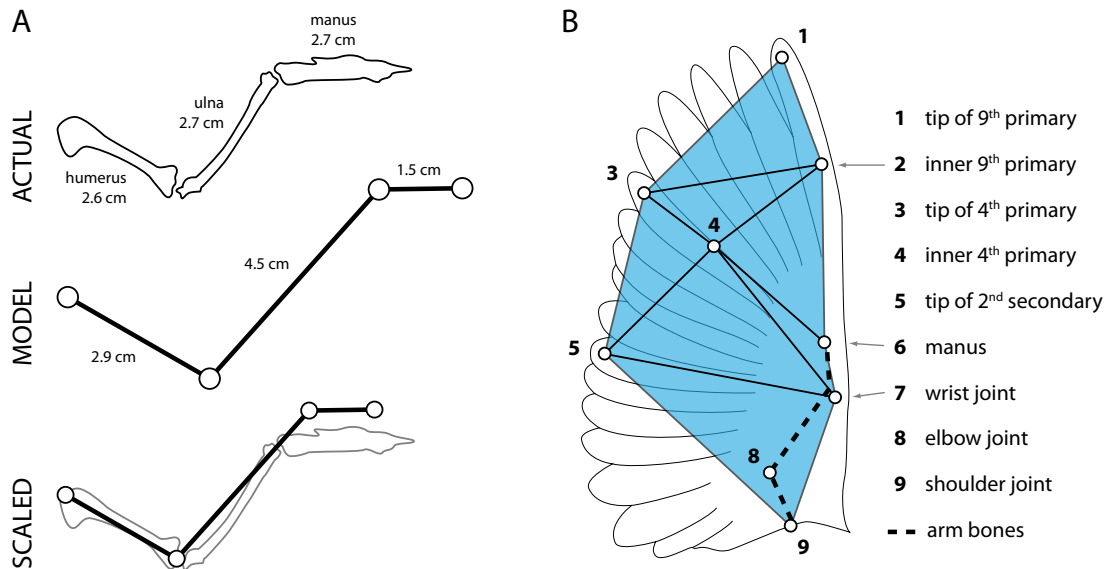 A
ACTUAL
manus
2.7 cm
ulna
2.7 cm
humerus
2.6 cm
MODEL
1.5 cm
4.5 cm
2.9 cm
SCALED
B
1
3
4
5
8
9
1 tip of 9th primary
2 inner 9th primary
3 tip of 4th primary
4 inner 4th primary
5 tip of 2nd secondary
6 manus
7 wrist joint
8 elbow joint
9 shoulder joint
arm bones